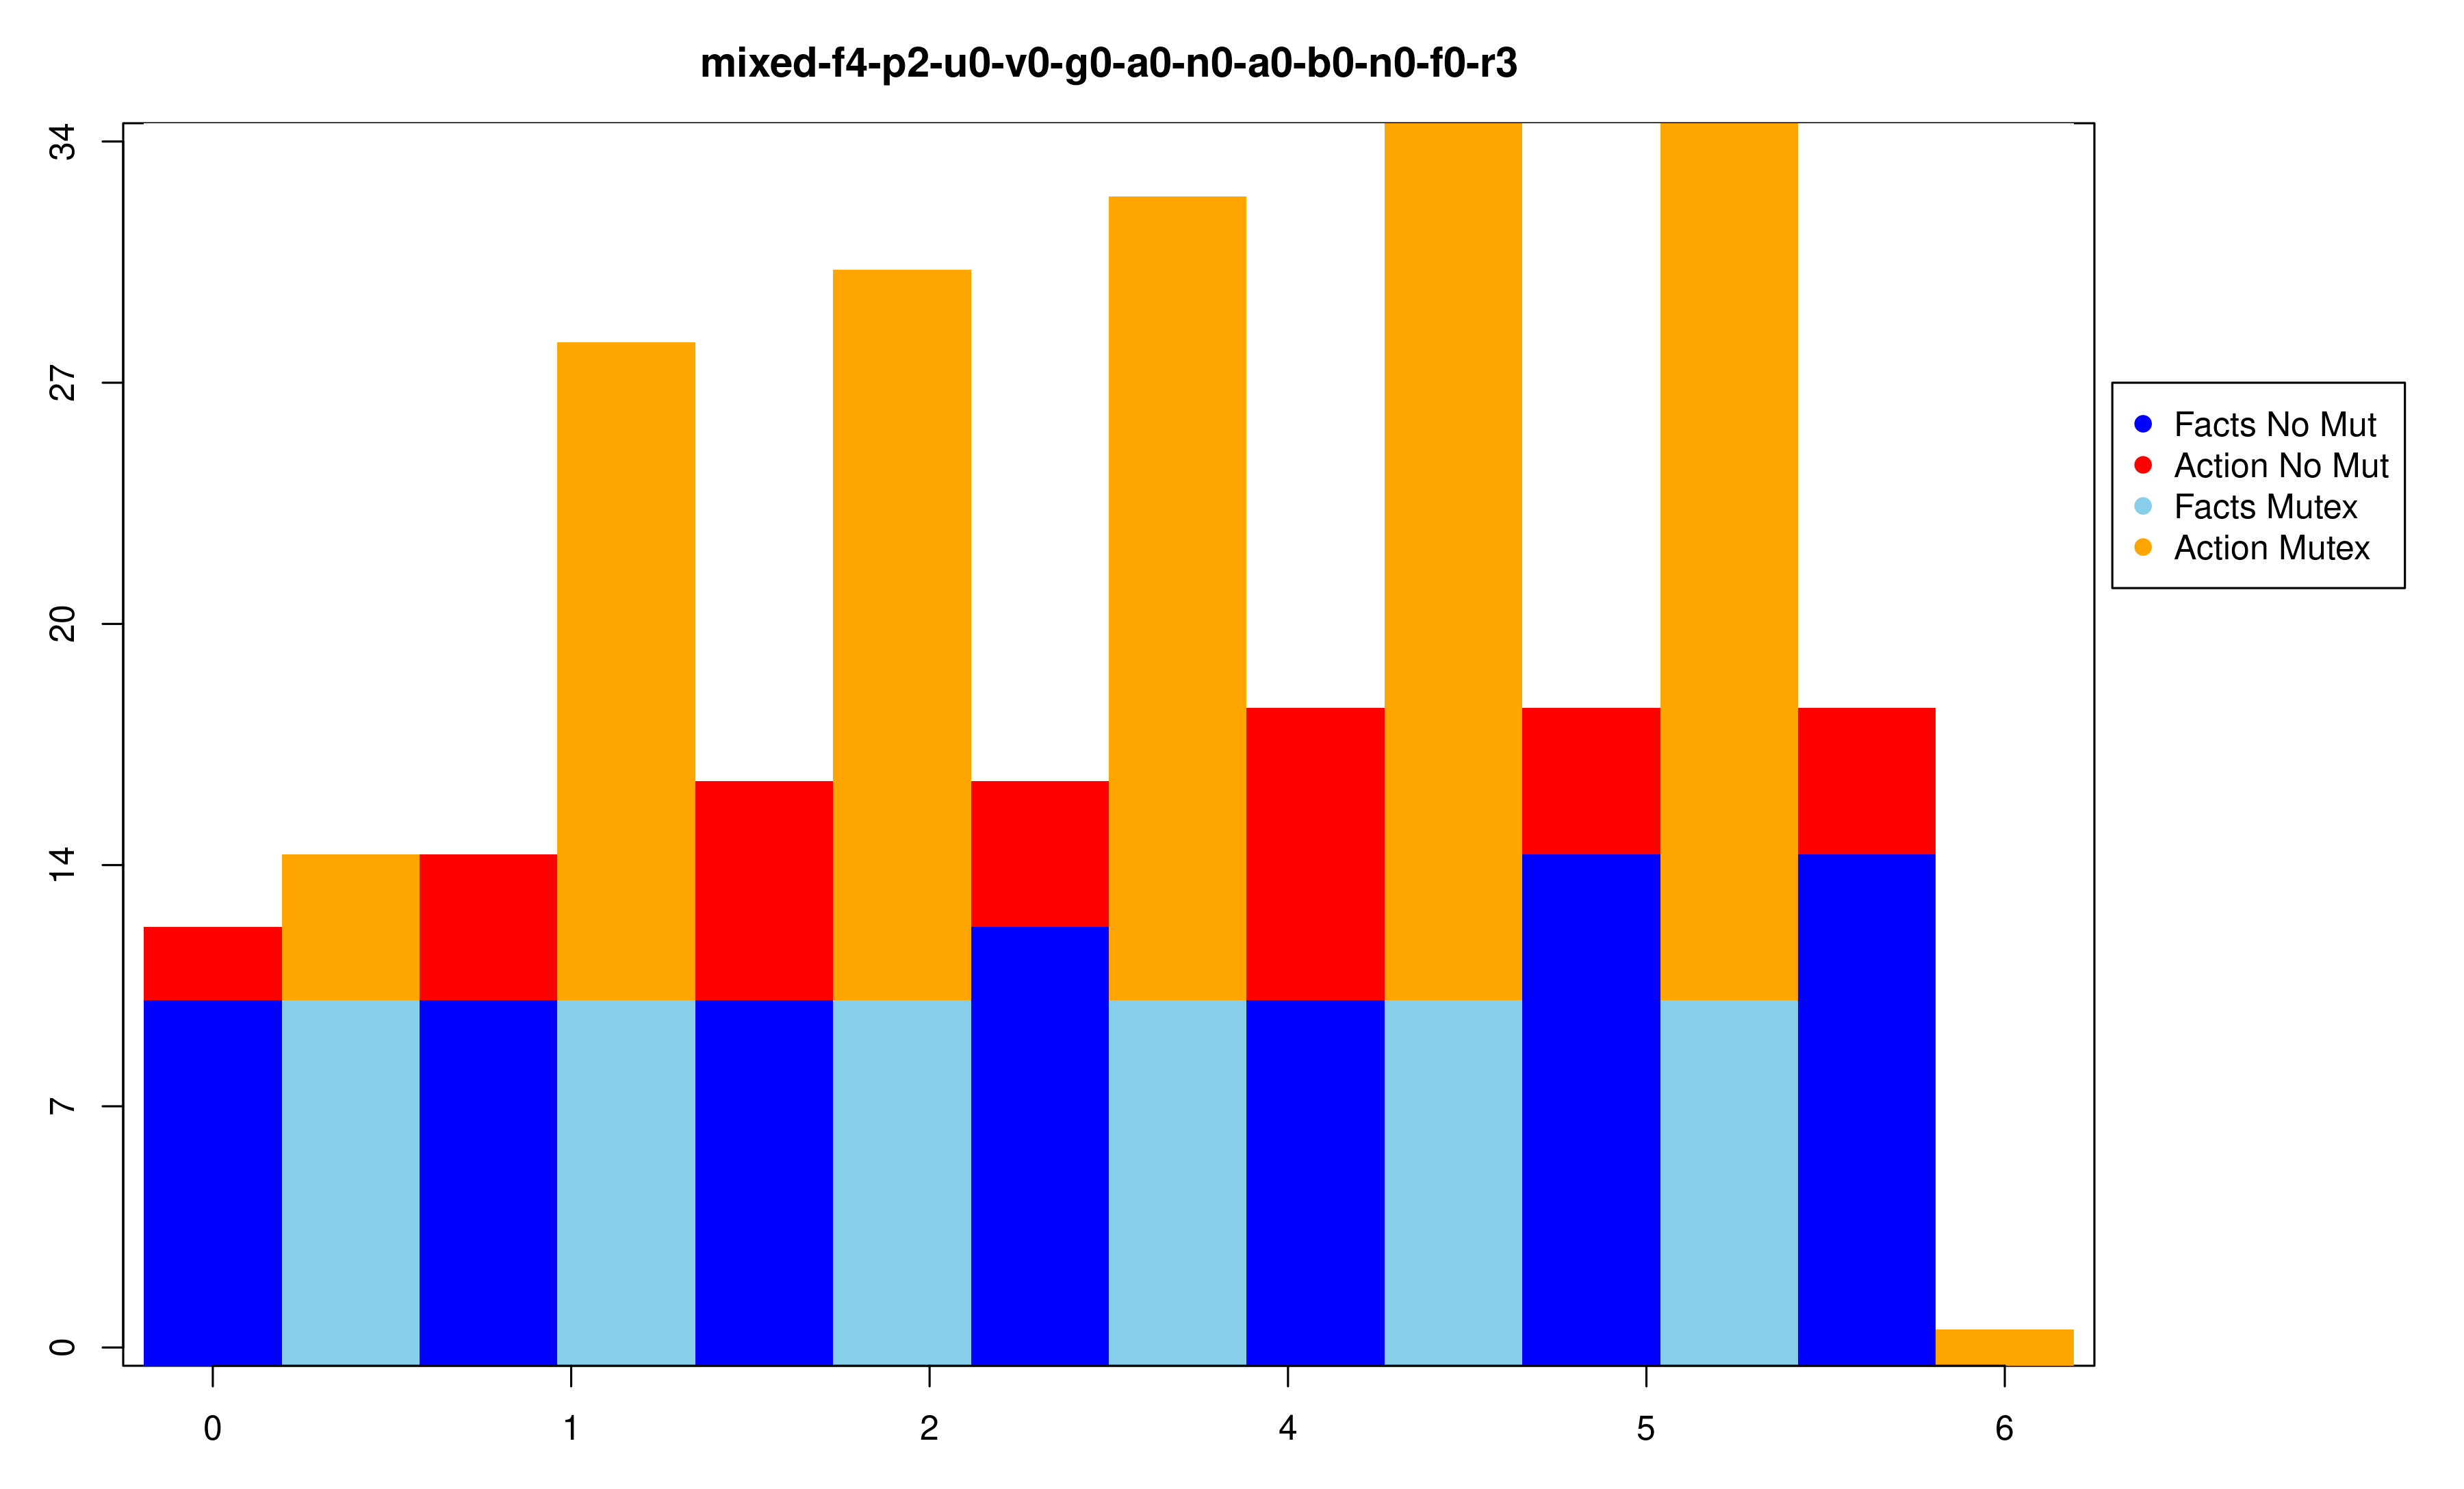 mixed-f4-p2-u0-v0-g0-a0-n0-a0-b0-n0-f0-r3
34
27
20
14
7
0
Facts No Mut
Action No Mut
Facts Mutex
Action Mutex
0 1 2 4 5 6